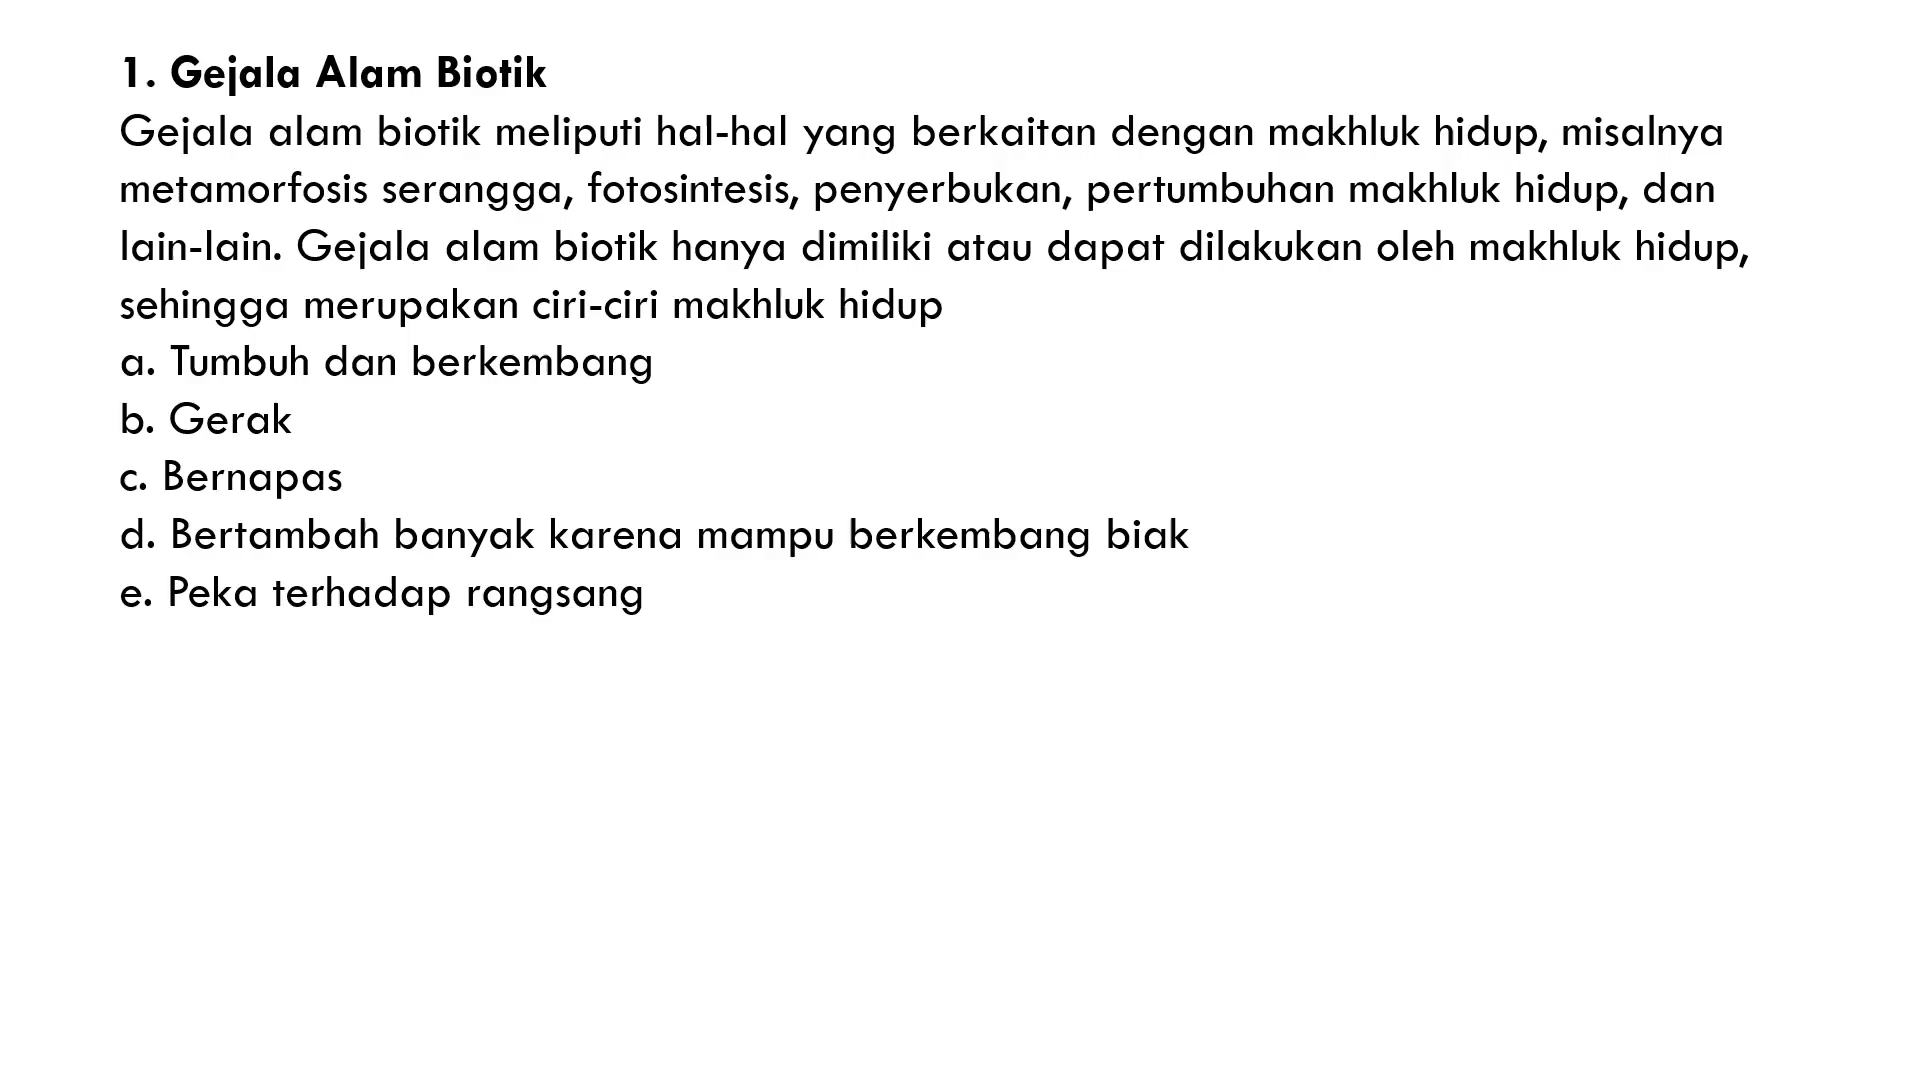 1. Gejala Alam Biotik
Gejala alam biotik meliputi hal-hal yang berkaitan dengan makhluk hidup, misalnya
metamorfosis serangga, fotosintesis, penyerbukan, pertumbuhan makhluk hidup, dan
lain-lain. Gejala alam biotik hanya dimiliki atau dapat dilakukan oleh makhluk hidup,
sehingga merupakan ciri-ciri makhluk hidup
a. Tumbuh dan berkembang
b. Gerak
c. Bernapas
d. Bertambah banyak karena mampu berkembang biak
e. Peka terhadap rangsang